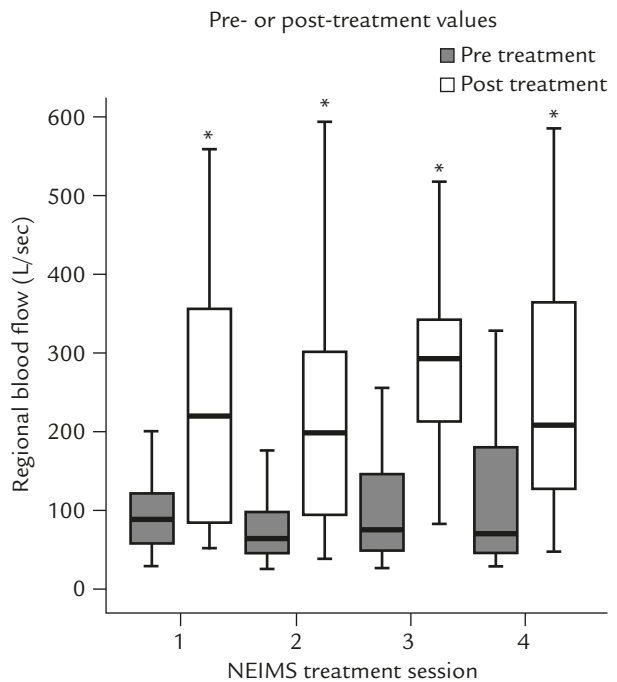 Pre- or post-treatment values
Pre treatment
Post treatment
600
500
400
300
200
100
0
Regional blood flow (L/sec)
*
*
*
*
1 2 3 4
NEIMS treatment session